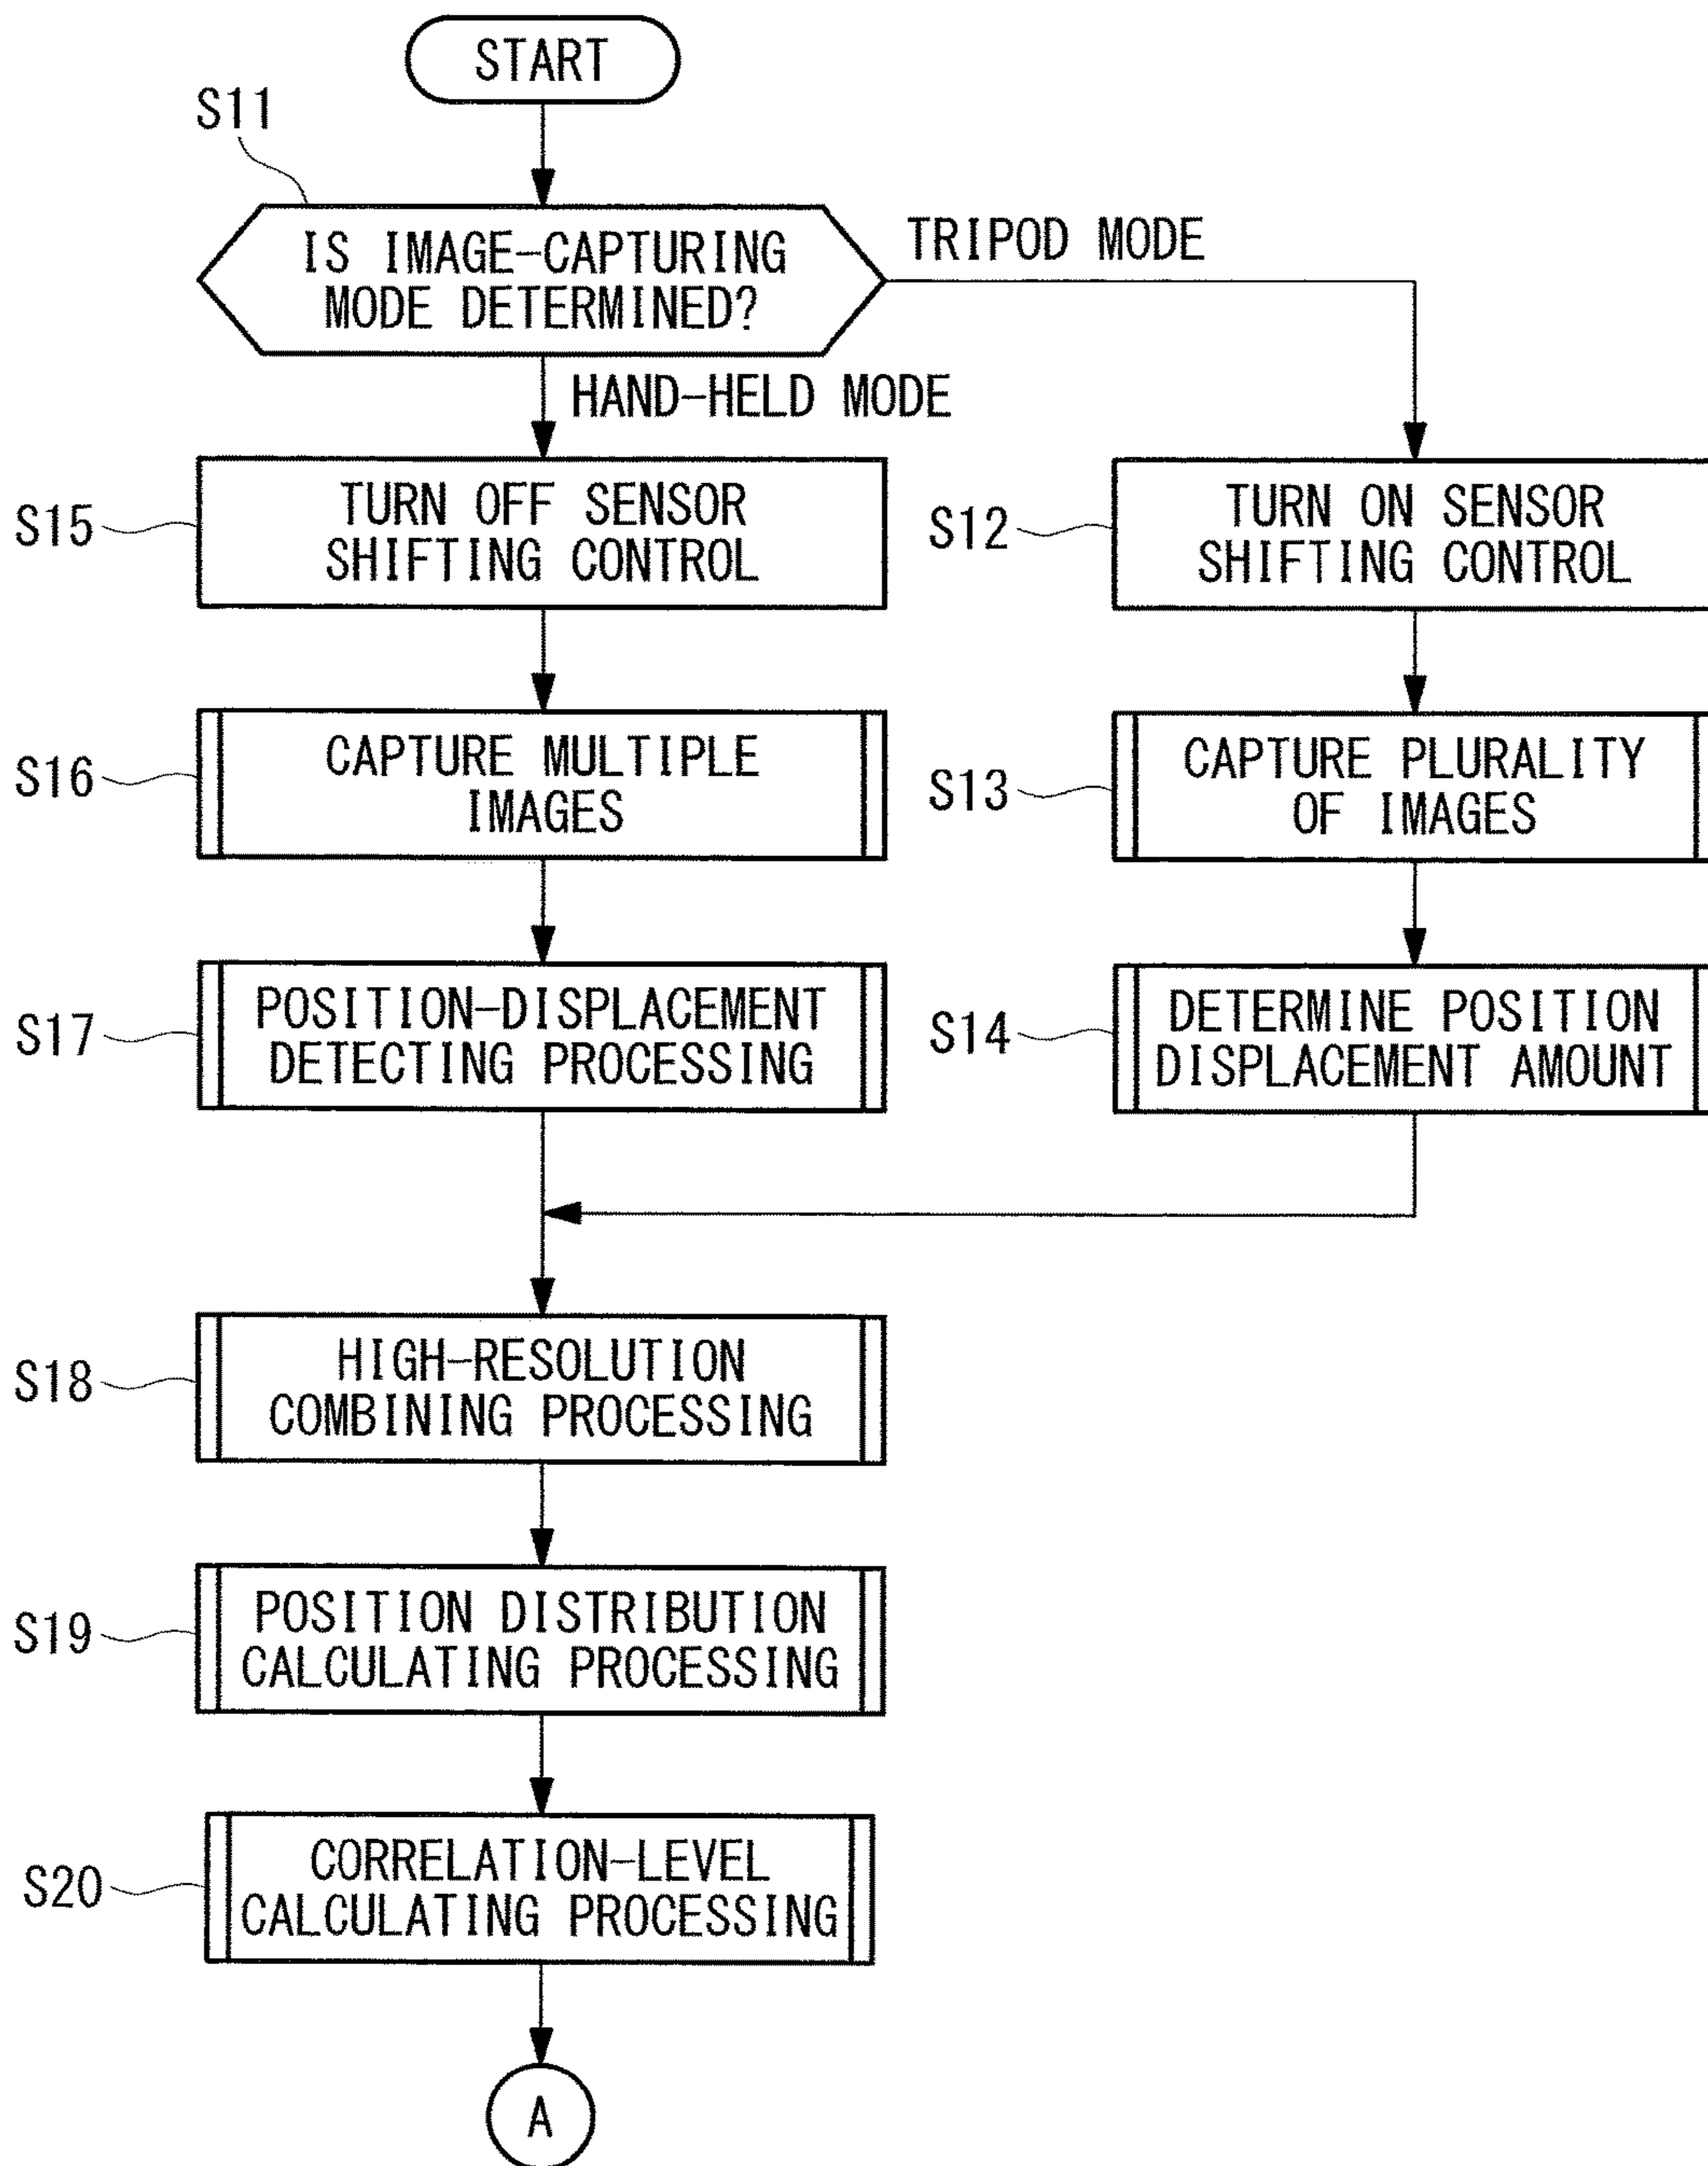 START
S11
IS IMAGE-CAPTURING
MODE DETERMINED?
TRIPOD MODE
HAND-HELD MODE
S15
TURN OFF SENSOR
SHIFTING CONTROL
S12
TURN ON SENSOR
SHIFTING CONTROL
S16
CAPTURE MULTIPLE
IMAGES
S13
CAPTURE PLURALITY
OF IMAGES
S17
POSITION-DISPLACEMENT
DETECTING PROCESSING
S14
DETERMINE POSITION
DISPLACEMENT AMOUNT
S18
HIGH-RESOLUTION
COMBINING PROCESSING
S19
POSITION DISTRIBUTION
CALCULATING PROCESSING
S20
CORRELATION-LEVEL
CALCULATING PROCESSING
A